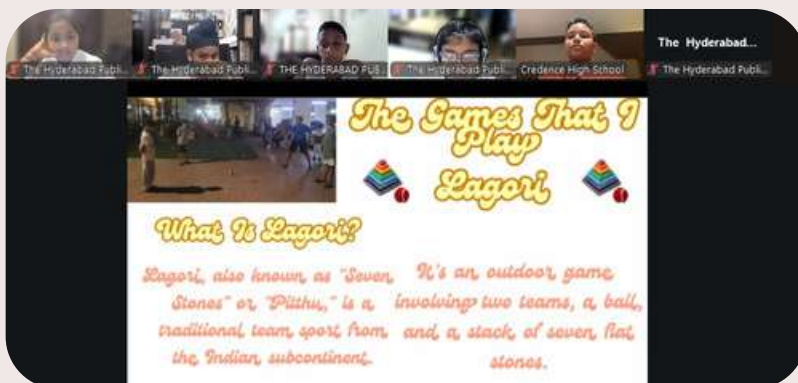 The Hyderabad...
The Hyderabad Publi...
The Hyderabad Publi...
THE HYDERABAD PUB...
The Hyderabad Publi...
Credence High School
The Hyderabad Publi...
The Games That I
Play
Lagori
What Is Lagori?
Lagori, also known as "Seven
Stones" or "Pitthu," is a
traditional team sport from
the Indian subcontinent.
It's an outdoor game
involving two teams, a ball,
and a stack of seven flat
stones.